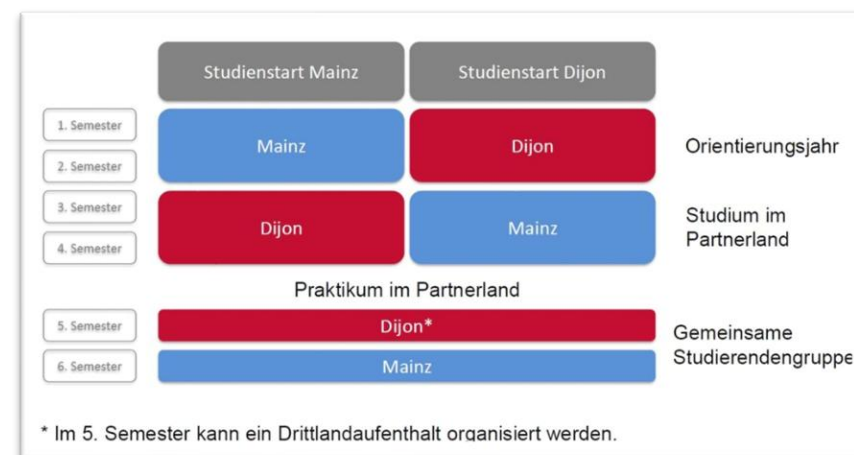 Studienstart Mainz
Studienstart Dijon
1. Semester
2. Semester
Mainz
Dijon
Orientierungsjahr
3. Semester
4. Semester
Dijon
Mainz
Studium im
Partnerland
Praktikum im Partnerland
5. Semester
Dijon*
6. Semester
Mainz
Gemeinsame
Studierendengruppe
* Im 5. Semester kann ein Drittlandaufenthalt organisiert werden.